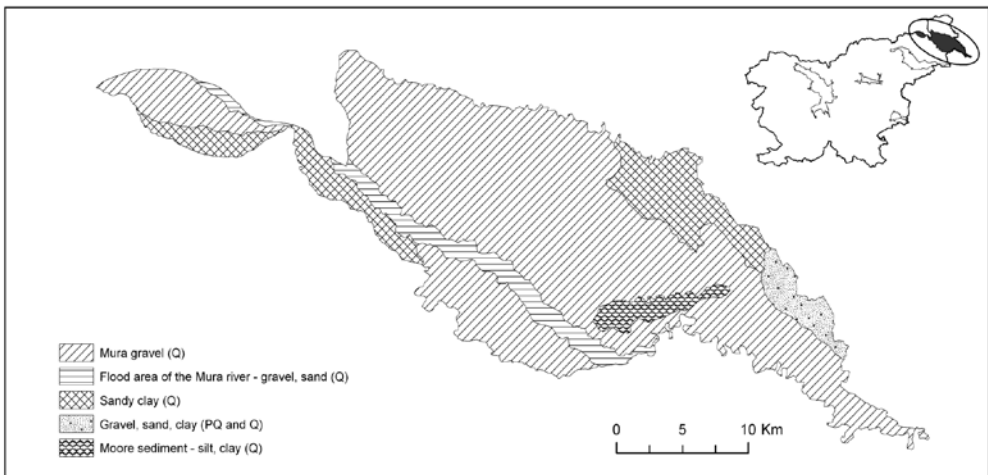 Mura gravel (Q)
Flood area of the Mura river - gravel, sand (Q)
Sandy clay (Q)
Gravel, sand, clay (PQ and Q)
Moore sediment - silt, clay (Q)
0 5 10 Km